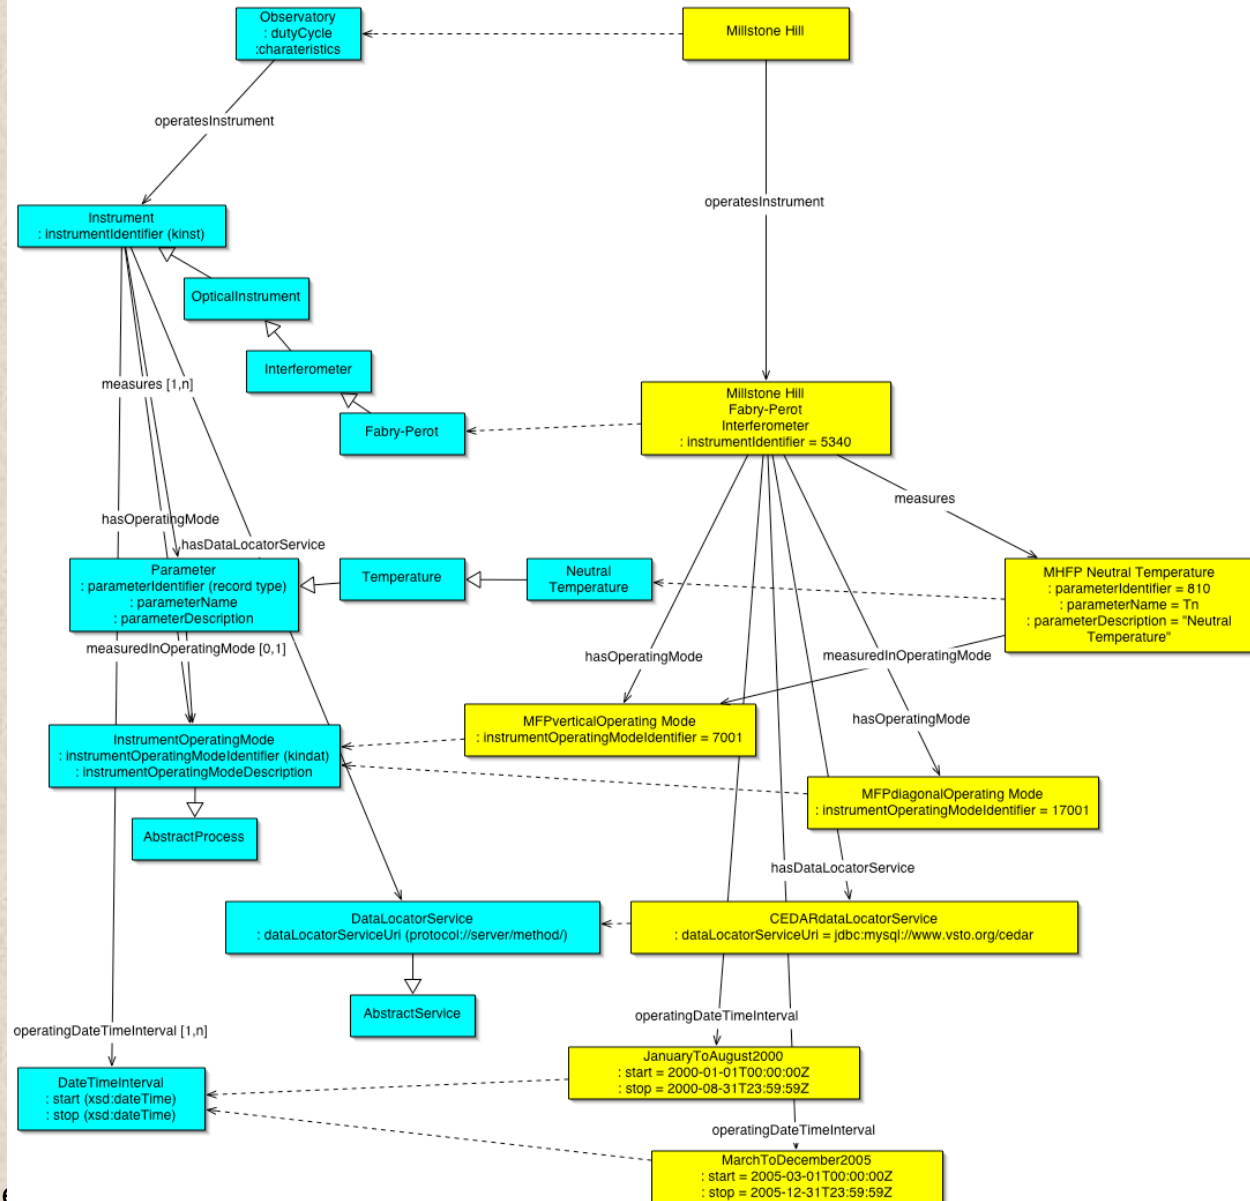 Observatory
: dutyCycle
:charateristics
Millstone Hill
operatesInstrument
operatesInstrument
Instrument
: instrumentIdentifier (kinst)
OpticalInstrument
Interferometer
measures [1,n]
Fabry-Perot
Millstone Hill
Fabry-Perot
Interferometer
: instrumentIdentifier = 5340
measures
hasOperatingMode
hasDataLocatorService
Parameter
: parameterIdentifier (record type)
: parameterName
: parameterDescription
Temperature
Neutral
Temperature
MHFP Neutral Temperature
: parameterIdentifier = 810
: parameterName = Tn
: parameterDescription = "Neutral
Temperature"
measuredInOperatingMode [0,1]
hasOperatingMode
measuredInOperatingMode
hasOperatingMode
MFPverticalOperating Mode
: instrumentOperatingModeIdentifier = 7001
InstrumentOperatingMode
: instrumentOperatingModeIdentifier (kindat)
: instrumentOperatingModeDescription
MFPdiagonalOperating Mode
: instrumentOperatingModeIdentifier = 17001
AbstractProcess
hasDataLocatorService
DataLocatorService
: dataLocatorServiceUri (protocol://server/method/)
CEDARdataLocatorService
: dataLocatorServiceUri = jdbc:mysql://www.vsto.org/cedar
AbstractService
operatingDateTimeInterval
operatingDateTimeInterval [1,n]
JanuaryToAugust2000
: start = 2000-01-01T00:00:00Z
: stop = 2000-08-31T23:59:59Z
DateTimeInterval
: start (xsd:dateTime)
: stop (xsd:dateTime)
operatingDateTimeInterval
MarchToDecember2005
: start = 2005-03-01T00:00:00Z
: stop = 2005-12-31T23:59:59Z